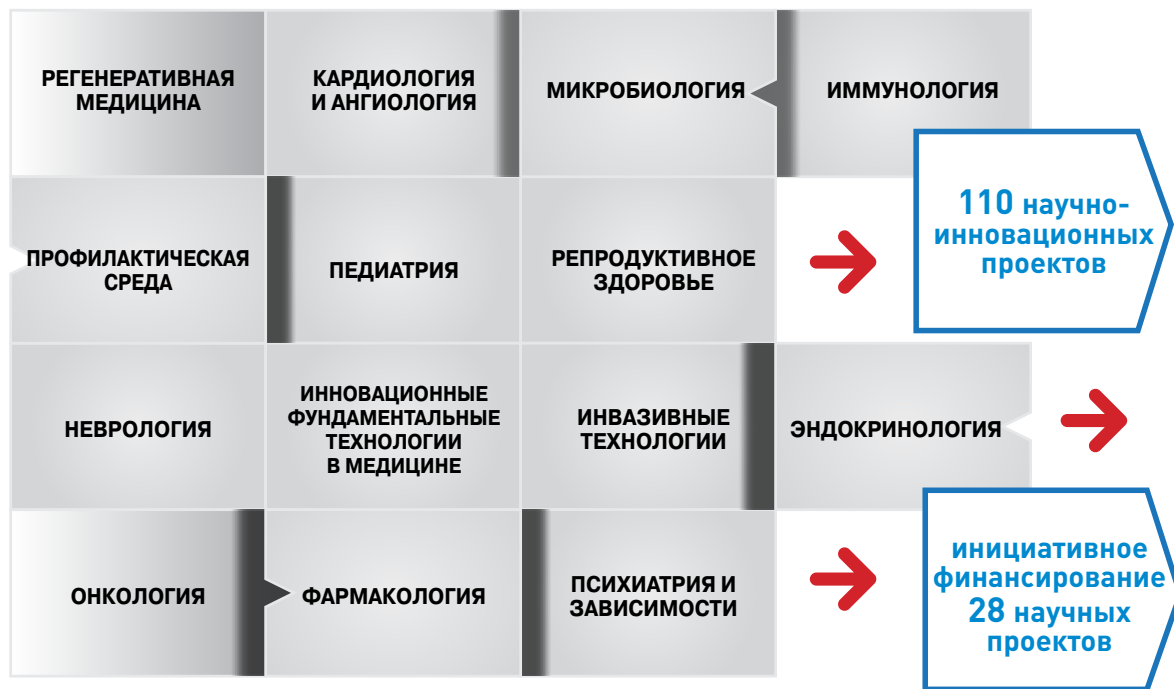 РЕГЕНЕРАТИВНАЯ
МЕДИЦИНА
КАРДИОЛОГИЯ
И АНГИОЛОГИЯ
МИКРОБИОЛОГИЯ
ИММУНОЛОГИЯ
110 научно-
инновационных
проектов
ПРОФИЛАКТИЧЕСКАЯ
СРЕДА
ПЕДИАТРИЯ
РЕПРОДУКТИВНОЕ
ЗДОРОВЬЕ
НЕВРОЛОГИЯ
ИННОВАЦИОННЫЕ
ФУНДАМЕНТАЛЬНЫЕ
ТЕХНОЛОГИИ
В МЕДИЦИНЕ
ИНВАЗИВНЫЕ
ТЕХНОЛОГИИ
ЭНДОКРИНОЛОГИЯ
ОНКОЛОГИЯ
ФАРМАКОЛОГИЯ
ПСИХИАТРИЯ И
ЗАВИСИМОСТИ
инициативное
финансирование
28 научных
проектов